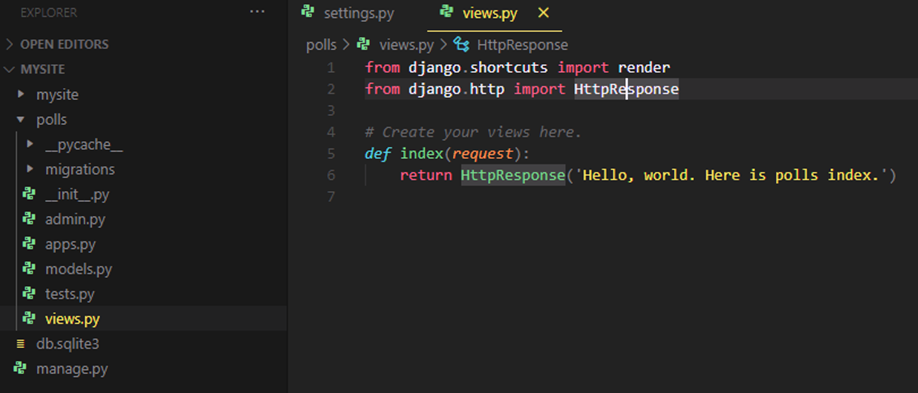 EXPLORER
···
OPEN EDITORS
MYSITE
mysite
polls
__pycache__
migrations
__init__.py
admin.py
apps.py
models.py
tests.py
views.py
db.sqlite3
manage.py
settings.py
views.py ×
polls > views.py > HttpResponse
1 from django.shortcuts import render
2 from django.http import HttpResponse
3
4 # Create your views here.
5 def index(request):
6     return HttpResponse('Hello, world. Here is polls index.')
7